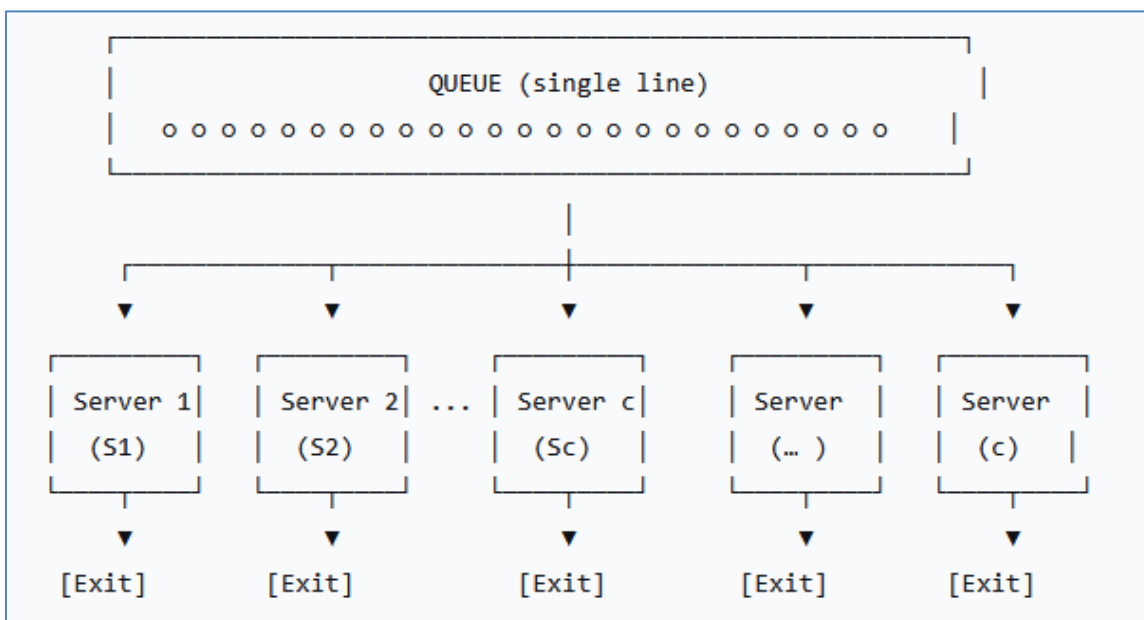 QUEUE (single line)
o o o o o o o o o o o o o o o o o o o o o o o o o
Server 1 Server 2 ... Server c Server Server
(S1) (S2) (Sc) (… ) (c)
[Exit] [Exit] [Exit] [Exit] [Exit]